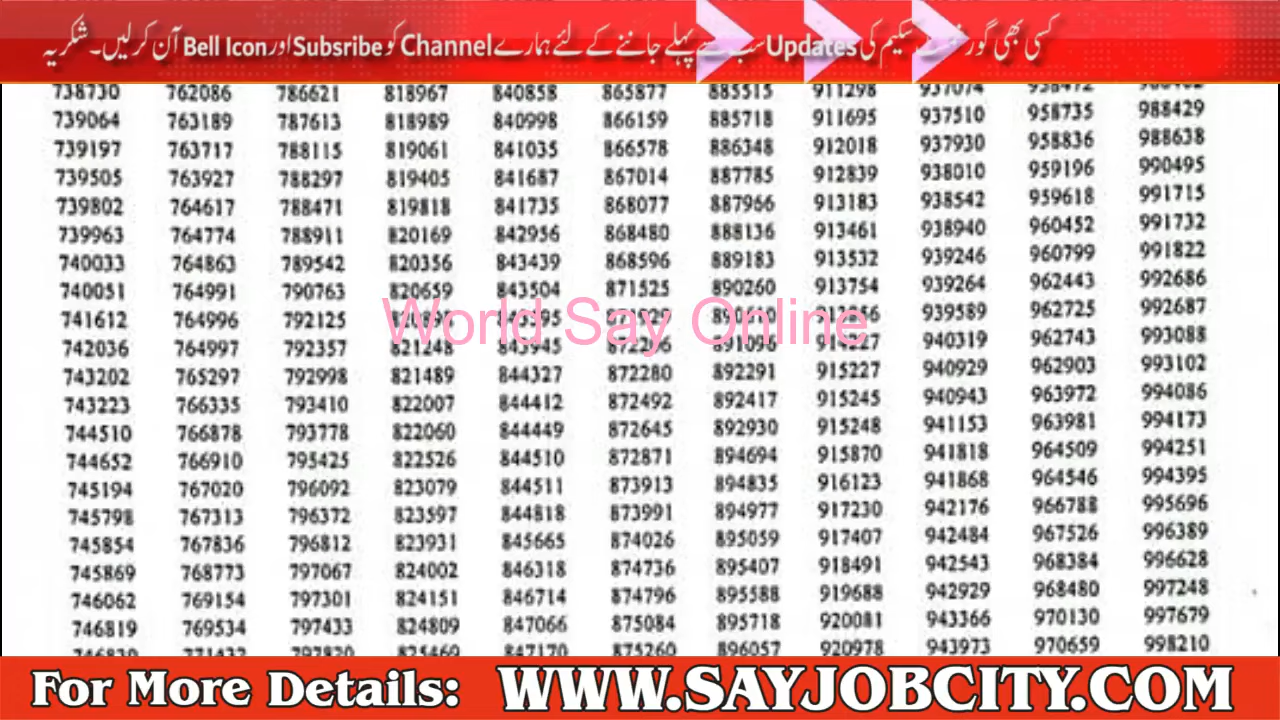 کسی بھی گورنمنٹ سکیم کی Updates سب سے پہلے جاننے کے لئے ہمارے Channel کو Subsribe اور Bell Icon آن کرلیں۔ شکریہ
738730 762086 786621 818967 840858 865877 885515 911298 937074
739064 763189 787613 818989 840998 866159 885718 911695 937510 958735 988429
739197 763717 788115 819061 841035 866578 886348 912018 937930 958836 988638
739505 763927 788297 819405 841687 867014 887785 912839 938010 959196 990495
739802 764617 788471 819818 841735 868077 887966 913183 938542 959618 991715
739963 764774 788911 820169 842956 868480 888136 913461 938940 960452 991732
740033 764863 789542 820356 843439 868596 889183 913532 939246 960799 991822
740051 764991 790763 820659 843504 871525 890260 913754 939264 962443 992686
741612 764996 792125 939589 962725 992687
World Say Online
742036 764997 792357 821248 843945 872206 891090 914227 940319 962743 993088
743202 765297 792998 821489 844327 872280 892291 915227 940929 962903 993102
743223 766335 793410 822007 844412 872492 892417 915245 940943 963972 994086
744510 766878 793778 822060 844449 872645 892930 915248 941153 963981 994173
744652 766910 795425 822526 844510 872871 894694 915870 941818 964509 994251
745194 767020 796092 823079 844511 873913 894835 916123 941868 964546 994395
745798 767313 796372 823597 844818 873991 894977 917230 942176 966788 995696
745854 767836 796812 823931 845665 874026 895059 917407 942484 967526 996389
745869 768773 797067 824002 846318 874736 895407 918491 942543 968384 996628
746062 769154 797301 824151 846714 874796 895588 919688 942929 968480 997248
746819 769534 797433 824809 847066 875084 895718 920081 943366 970130 997679
847170 875260 896057 920978 943973 970659 998210
For More Details: WWW.SAYJOBCITY.COM